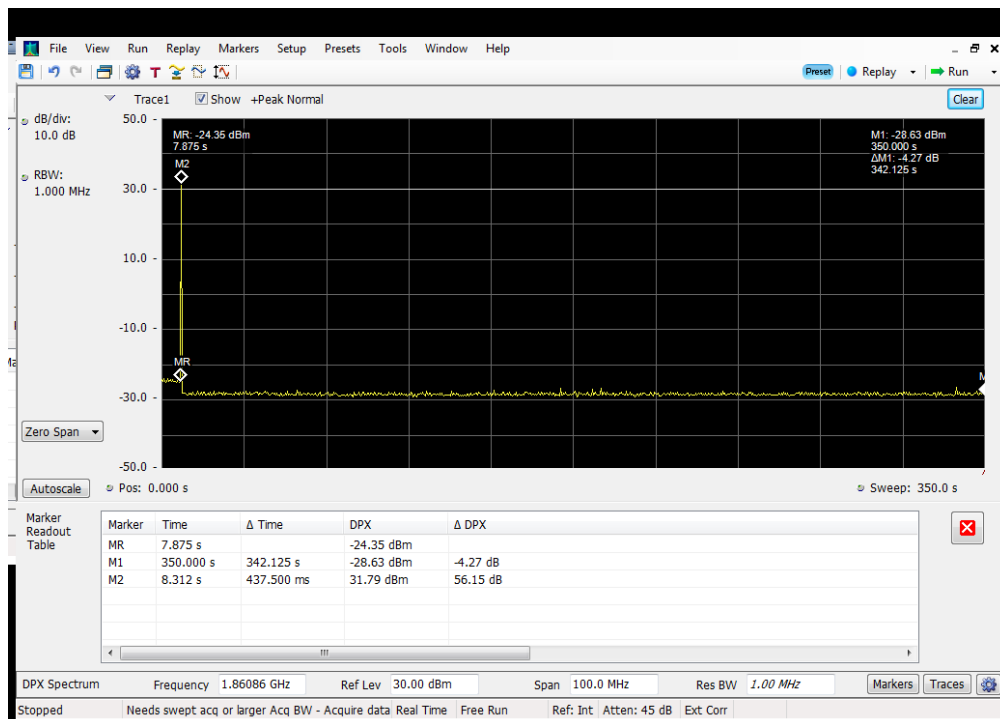 File View Run Replay Markers Setup Presets Tools Window Help
T Preset Replay Run
Trace1 Show +Peak Normal Clear
dB/div:
10.0 dB
RBW:
1.000 MHz
50.0
30.0
10.0
-10.0
-30.0
-50.0
MR: -24.35 dBm
7.875 s
M2
MR
M1: -28.63 dBm
350.000 s
ΔM1: -4.27 dB
342.125 s
Zero Span
Autoscale Pos: 0.000 s Sweep: 350.0 s
Marker
Readout
Table
Marker Time Δ Time DPX Δ DPX
MR 7.875 s -24.35 dBm
M1 350.000 s 342.125 s -28.63 dBm -4.27 dB
M2 8.312 s 437.500 ms 31.79 dBm 56.15 dB
DPX Spectrum Frequency 1.86086 GHz Ref Lev 30.00 dBm Span 100.0 MHz Res BW 1.00 MHz Markers Traces
Stopped Needs swept acq or larger Acq BW - Acquire data Real Time Free Run Ref: Int Atten: 45 dB Ext Corr